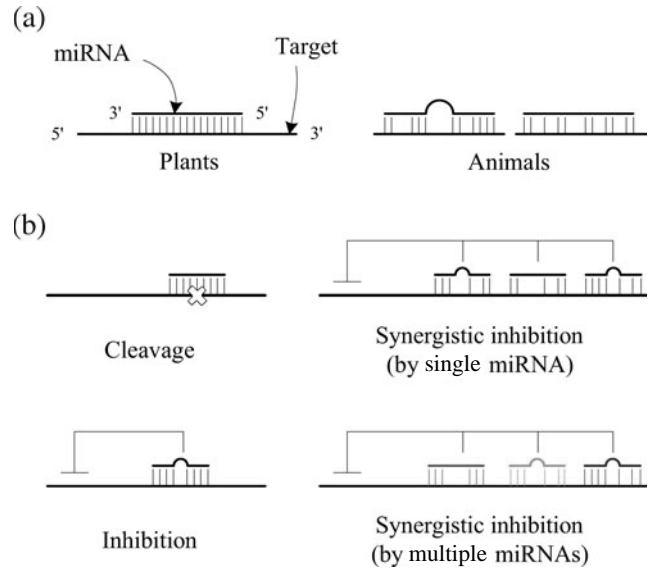 (a)
miRNA
Target
3' 5'
5' 3'
Plants
Animals
(b)
Cleavage
Synergistic inhibition
(by single miRNA)
Inhibition
Synergistic inhibition
(by multiple miRNAs)